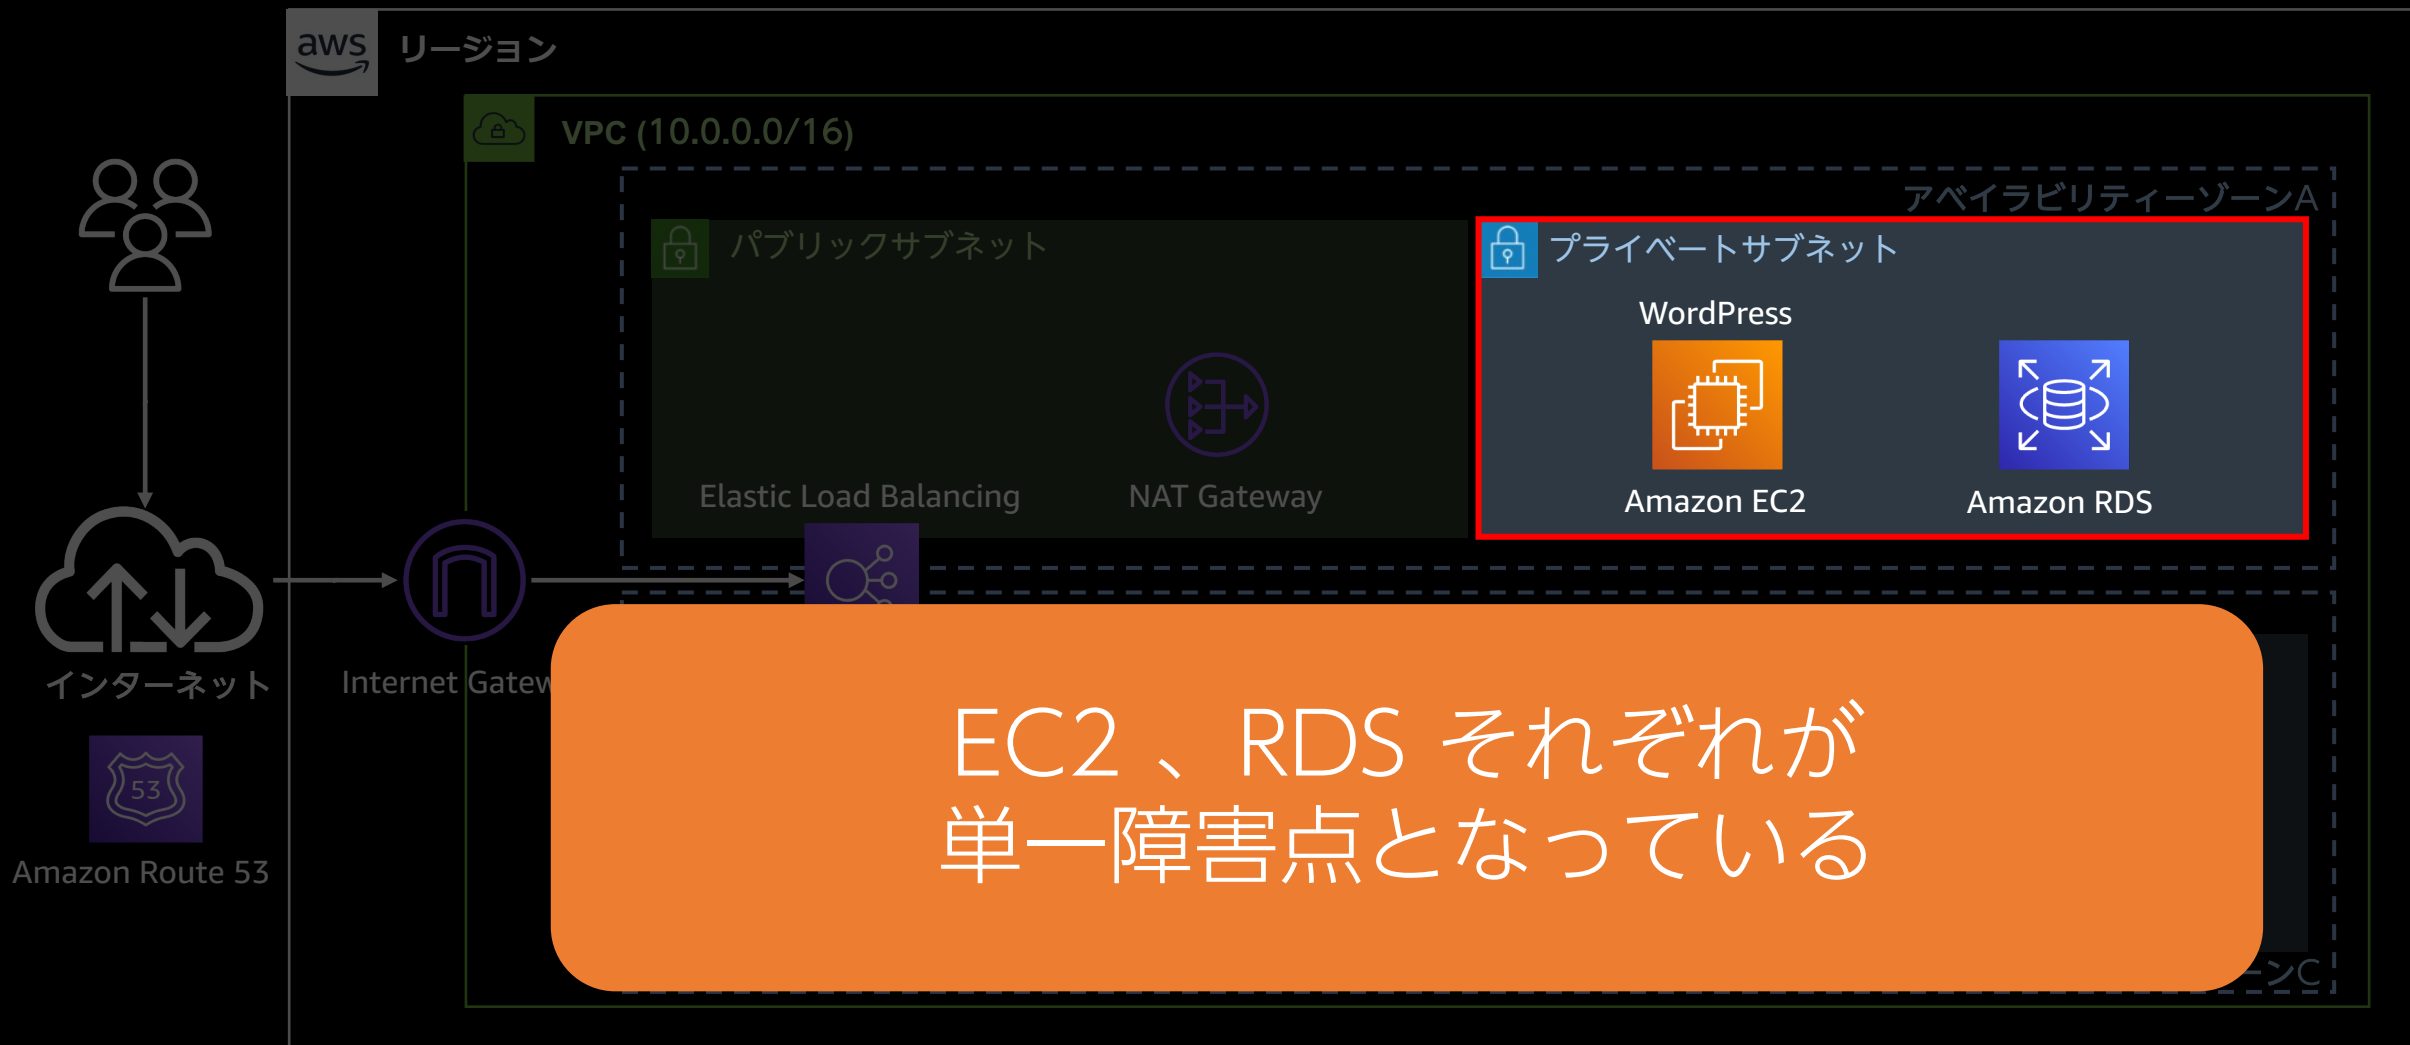 aws
リージョン
VPC (10.0.0.0/16)
アベイラビリティーゾーンA
パブリックサブネット
プライベートサブネット
WordPress
Elastic Load Balancing
NAT Gateway
Amazon EC2
Amazon RDS
インターネット
Internet
53
Amazon Route 53
EC2 、RDS それぞれが
単一障害点となっている
ーンC